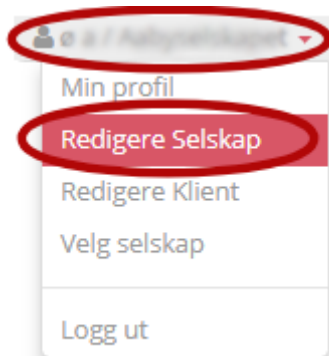 ø a /
Min profil
Redigere Selskap
Redigere Klient
Velg selskap
Logg ut